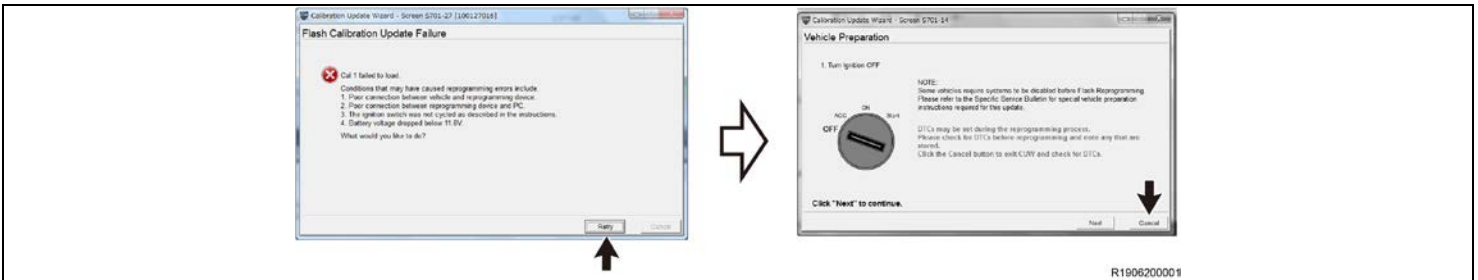 Calibration Update Wizard - Screen S701-27 [100127016]
Flash Calibration Update Failure
Cal 1 failed to load.
Conditions that may have caused reprogramming errors include:
1. Poor connection between vehicle and reprogramming device.
2. Poor connection between reprogramming device and PC.
3. The ignition switch was not cycled as described in the instructions.
4. Battery voltage dropped below 11.8V.
What would you like to do?
Retry
Cancel
Calibration Update Wizard - Screen S701-14
Vehicle Preparation
1. Turn ignition OFF
NOTE:
Some vehicles require systems to be disabled before Flash Reprogramming.
Please refer to the Specific Service Bulletin for special vehicle preparation
instructions required for this update.
ON
ACC
Start
OFF
DTCs may be set during the reprogramming process.
Please check for DTCs before reprogramming and note any that are
stored.
Click the Cancel button to exit CUW and check for DTCs.
Click "Next" to continue.
Next
Cancel
R1906200001